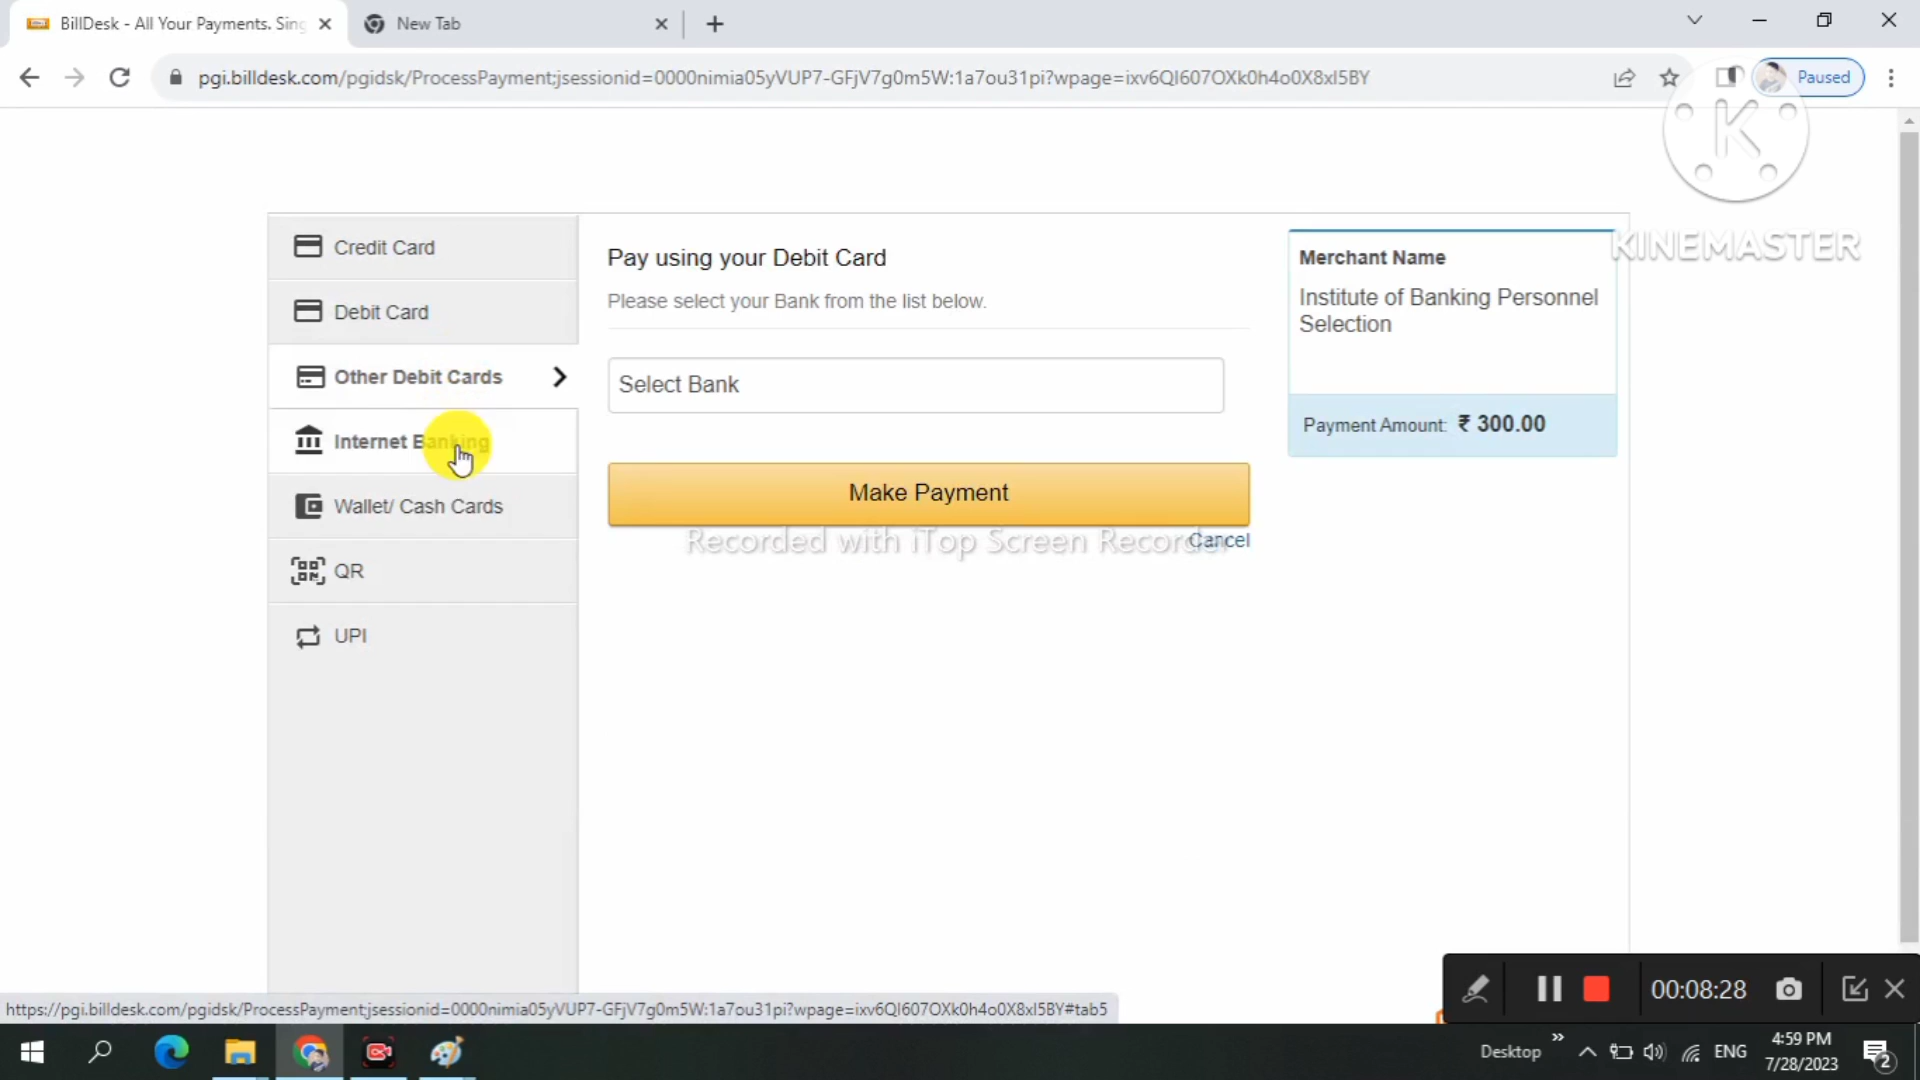 BillDesk - All Your Payments. Sing
New Tab
pgi.billdesk.com/pgidsk/ProcessPayment;jsessionid=0000nimia05yVUP7-GFjV7g0m5W:1a7ou31pi?wpage=ixv6QI607OXk0h4o0X8xI5BY
Paused
K
KINEMASTER
Credit Card
Debit Card
Other Debit Cards
Internet Banking
Wallet/ Cash Cards
QR
UPI
Pay using your Debit Card
Please select your Bank from the list below.
Select Bank
Make Payment
Cancel
Recorded with iTop Screen Recorder
Merchant Name
Institute of Banking Personnel
Selection
Payment Amount: ₹ 300.00
00:08:28
https://pgi.billdesk.com/pgidsk/ProcessPayment;jsessionid=0000nimia05yVUP7-GFjV7g0m5W:1a7ou31pi?wpage=ixv6QI607OXk0h4o0X8xI5BY#tab5
Desktop
ENG
4:59 PM
7/28/2023
2